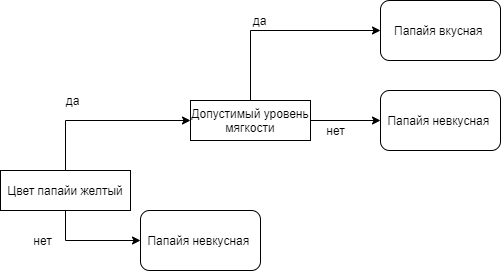 да
Папайя вкусная
да
Допустимый уровень
мягкости
нет
Папайя невкусная
Цвет папайи желтый
нет
Папайя невкусная